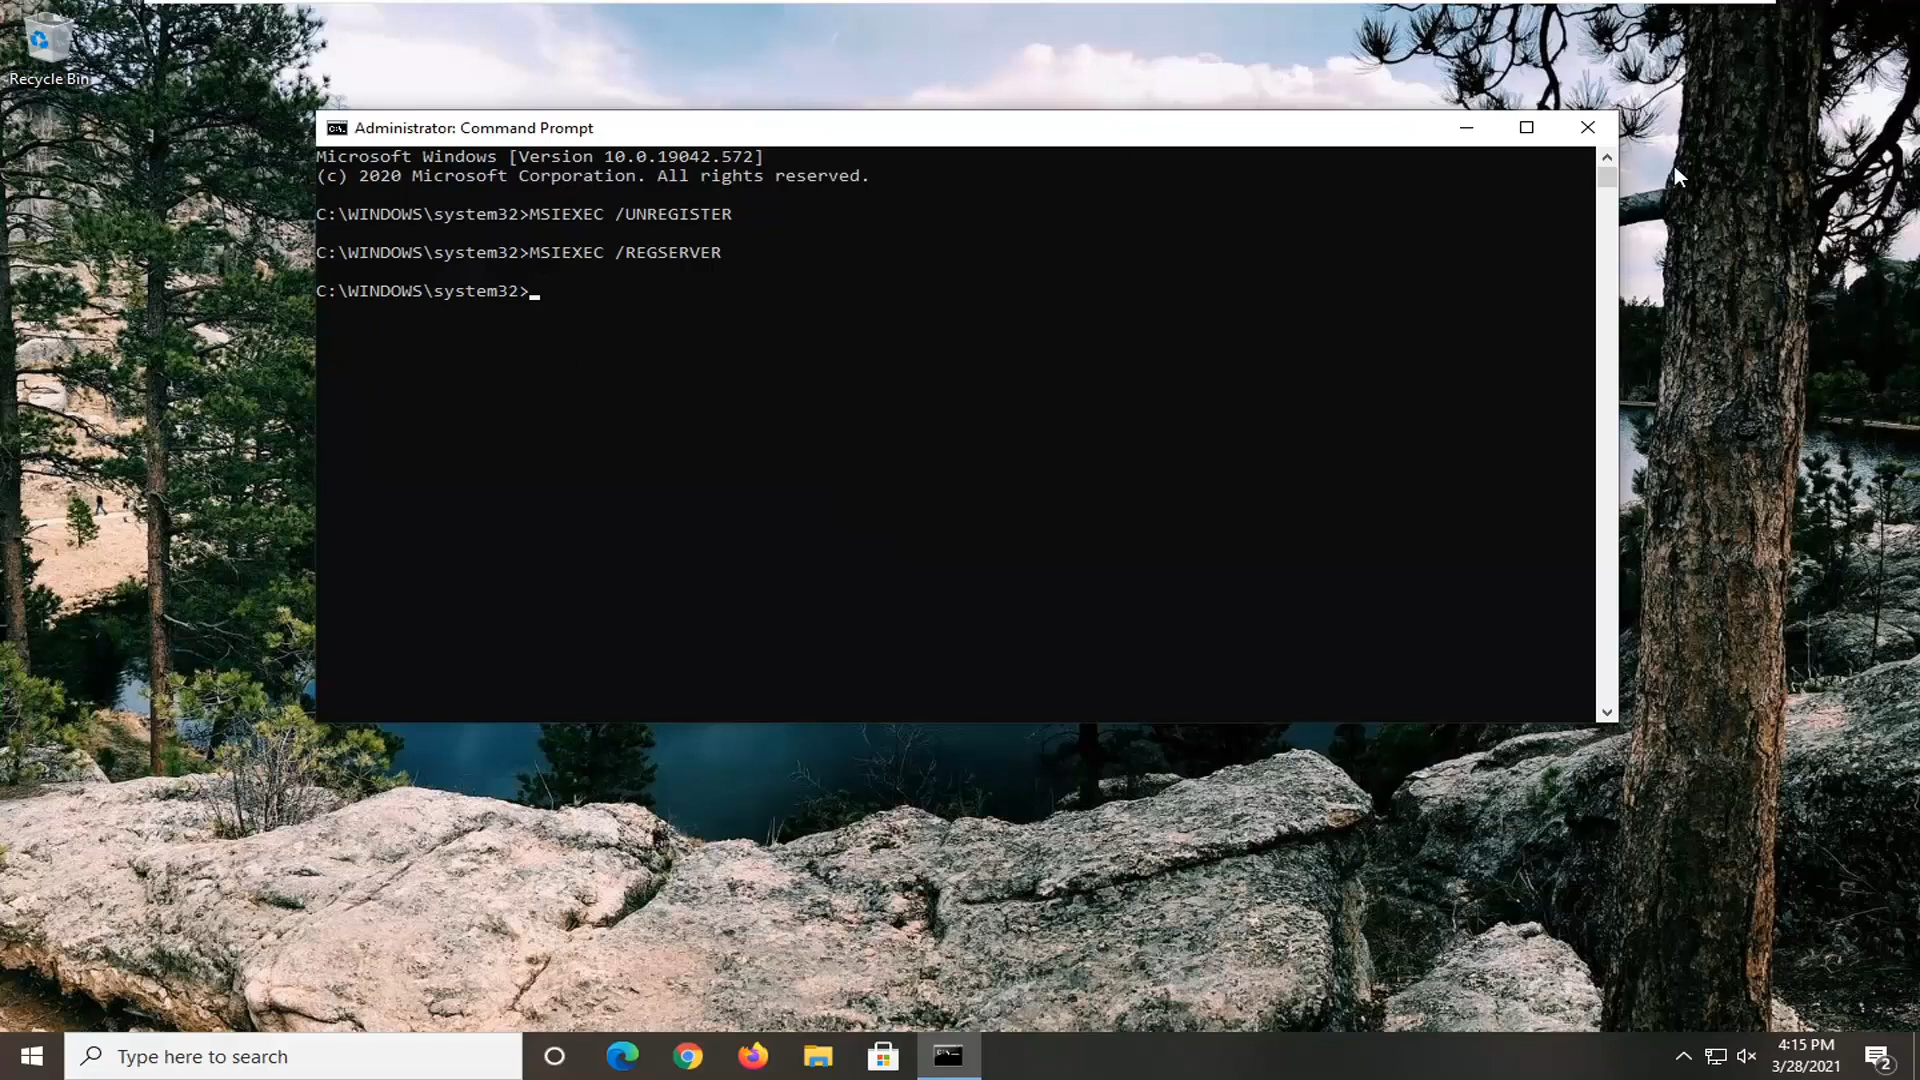 Recycle Bin
Administrator: Command Prompt
Microsoft Windows [Version 10.0.19042.572]
(c) 2020 Microsoft Corporation. All rights reserved.
C:\WINDOWS\system32>MSIEXEC /UNREGISTER
C:\WINDOWS\system32>MSIEXEC /REGSERVER
C:\WINDOWS\system32>
Type here to search
4:15 PM
3/28/2021
2